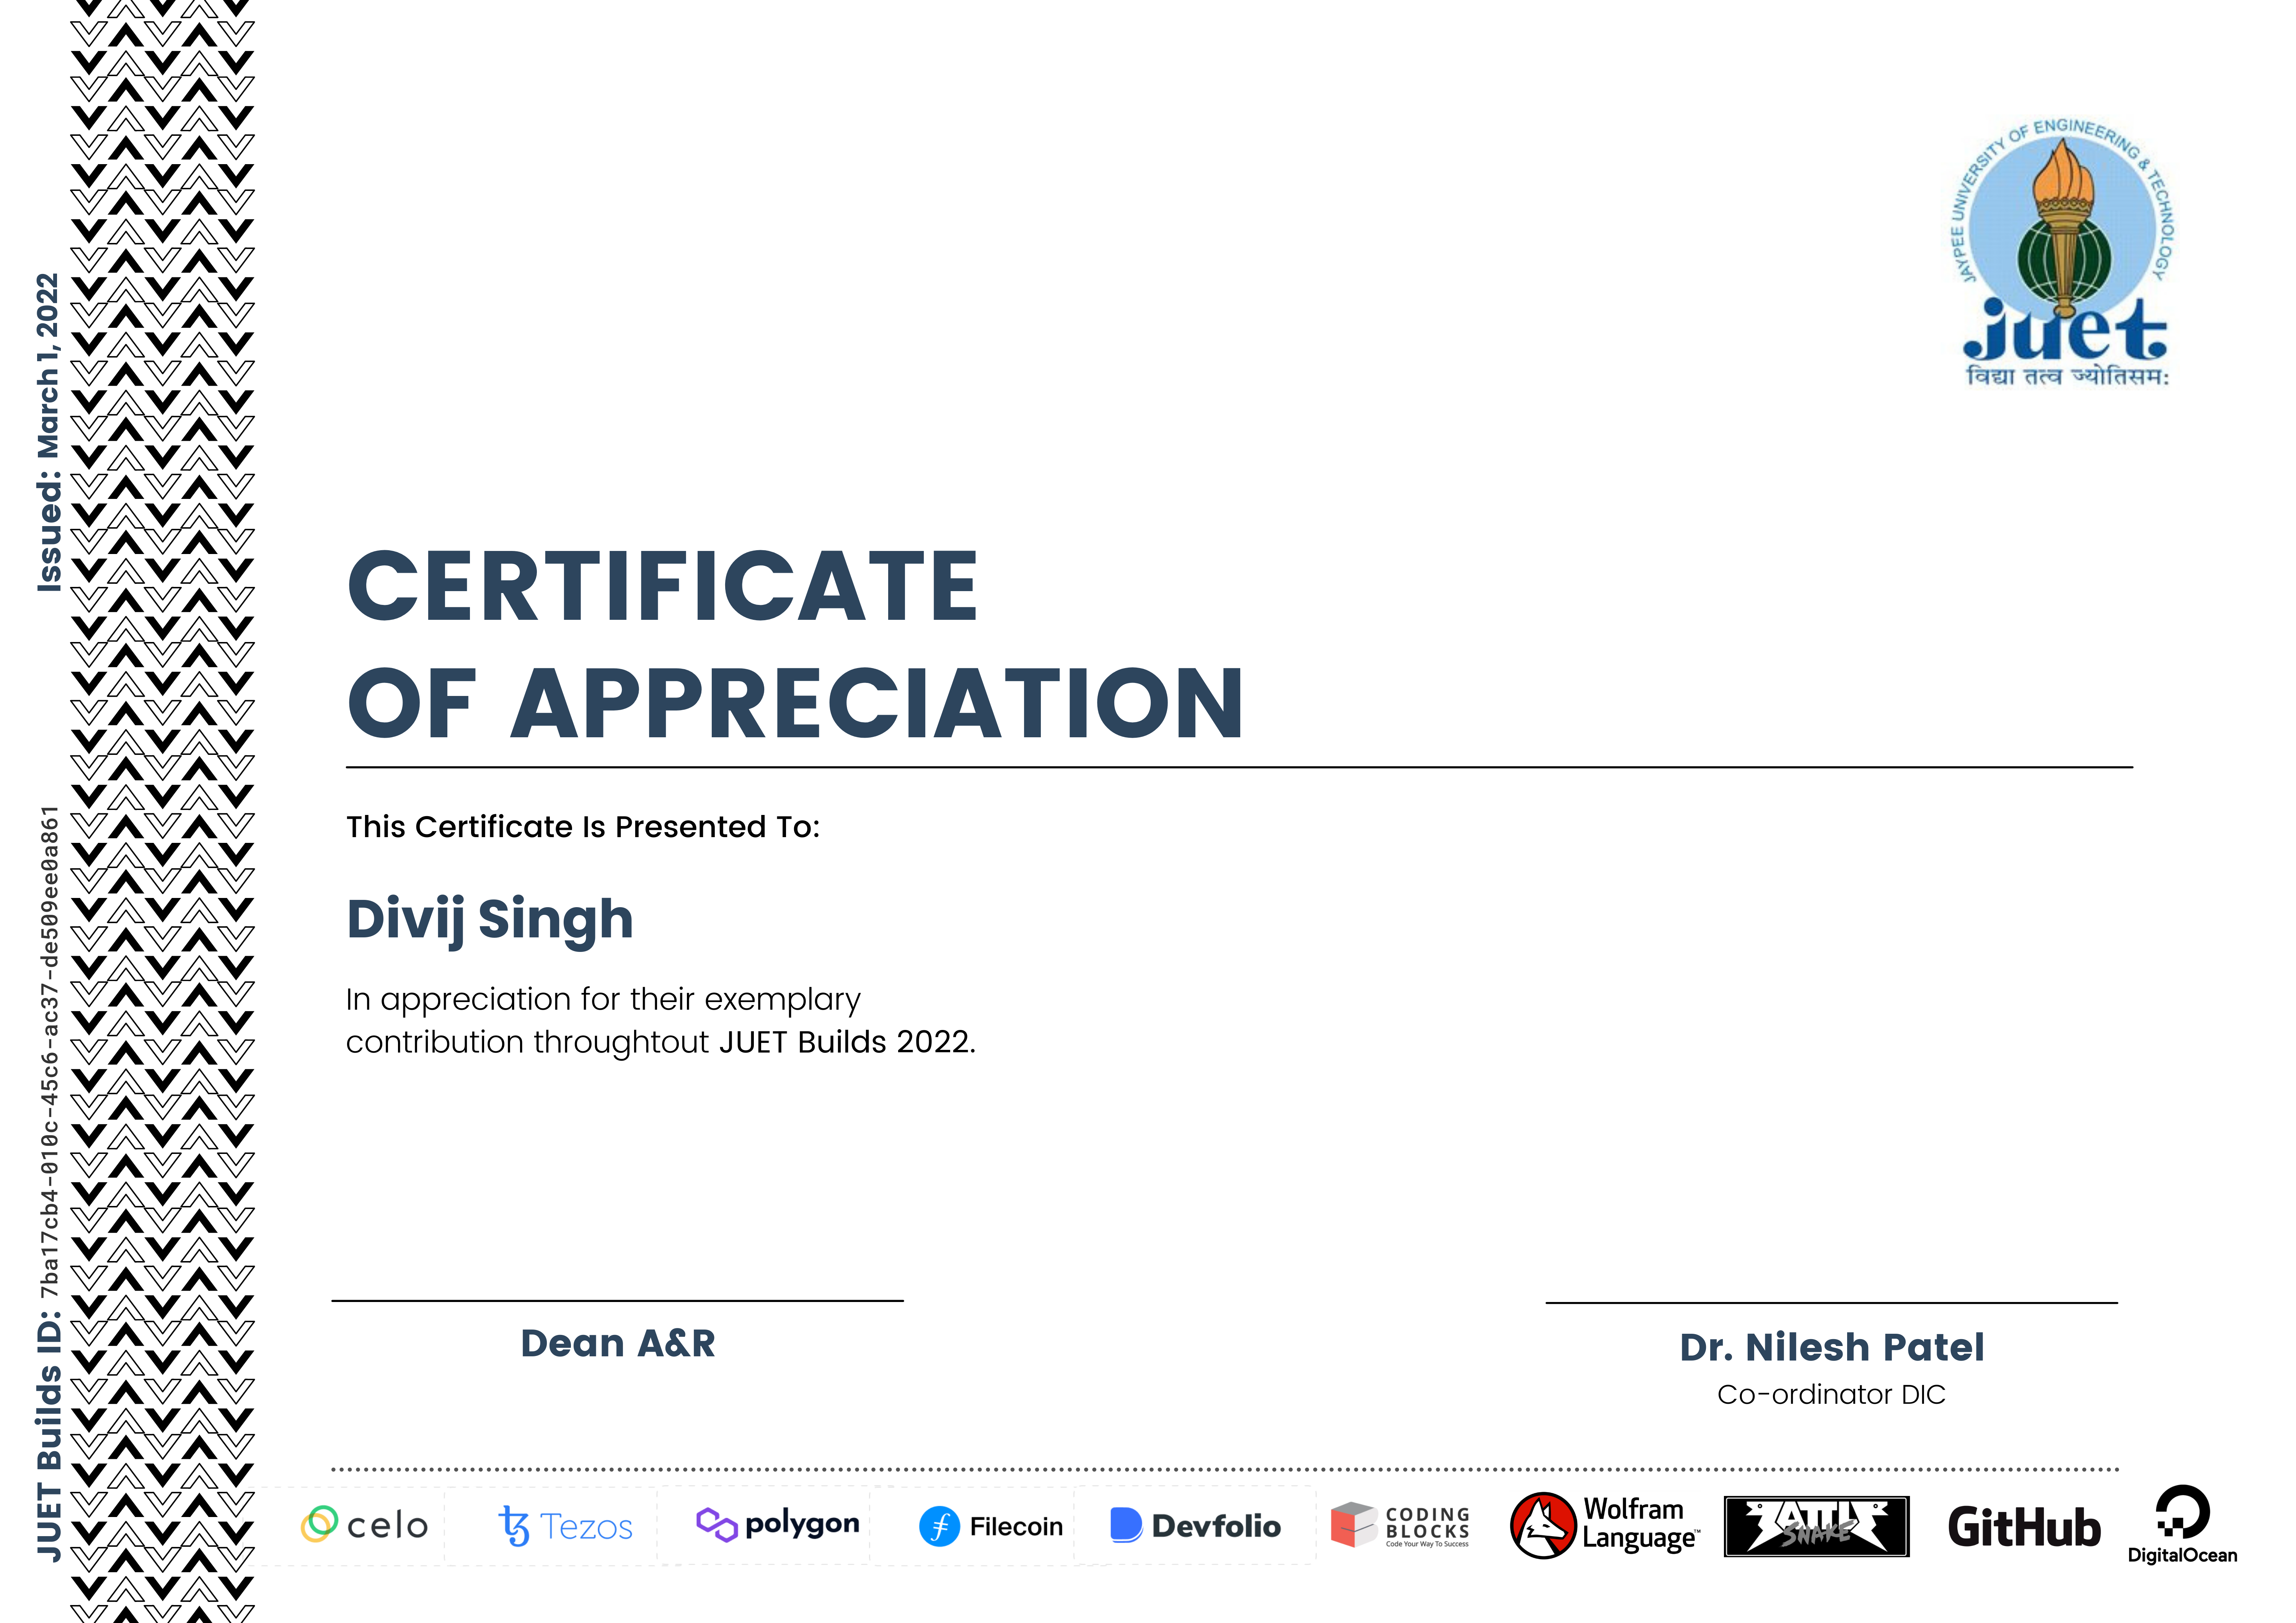 JAYPEE UNIVERSITY OF ENGINEERING & TECHNOLOGY
juet
विद्या तत्व ज्योतिसम:
Issued: March 1, 2022
JUET Builds ID: 7ba17cb4-010c-45c6-ac37-de509ee0a861
CERTIFICATE
OF APPRECIATION
This Certificate Is Presented To:
Divij Singh
In appreciation for their exemplary
contribution throughtout JUET Builds 2022.
Dean A&R
Dr. Nilesh Patel
Co-ordinator DIC
celo
Tezos
polygon
Filecoin
Devfolio
CODING
BLOCKS
Code Your Way To Success
Wolfram
Language™
SNAKE
GitHub
DigitalOcean